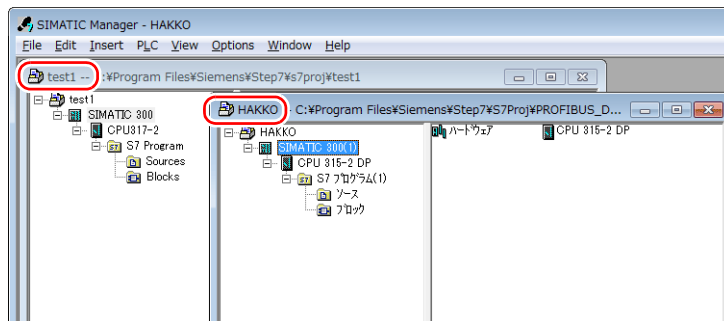 SIMATIC Manager - HAKKO
File Edit Insert PLC View Options Window Help
test1 -- :¥Program Files¥Siemens¥Step7¥s7proj¥test1
test1
SIMATIC 300
CPU317-2
S7 Program
Sources
Blocks
HAKKO - C:¥Program Files¥Siemens¥Step7¥S7Proj¥PROFIBUS_D...
HAKKO
SIMATIC 300(1)
CPU 315-2 DP
S7 プログラム(1)
ソース
ブロック
ハードウェア CPU 315-2 DP